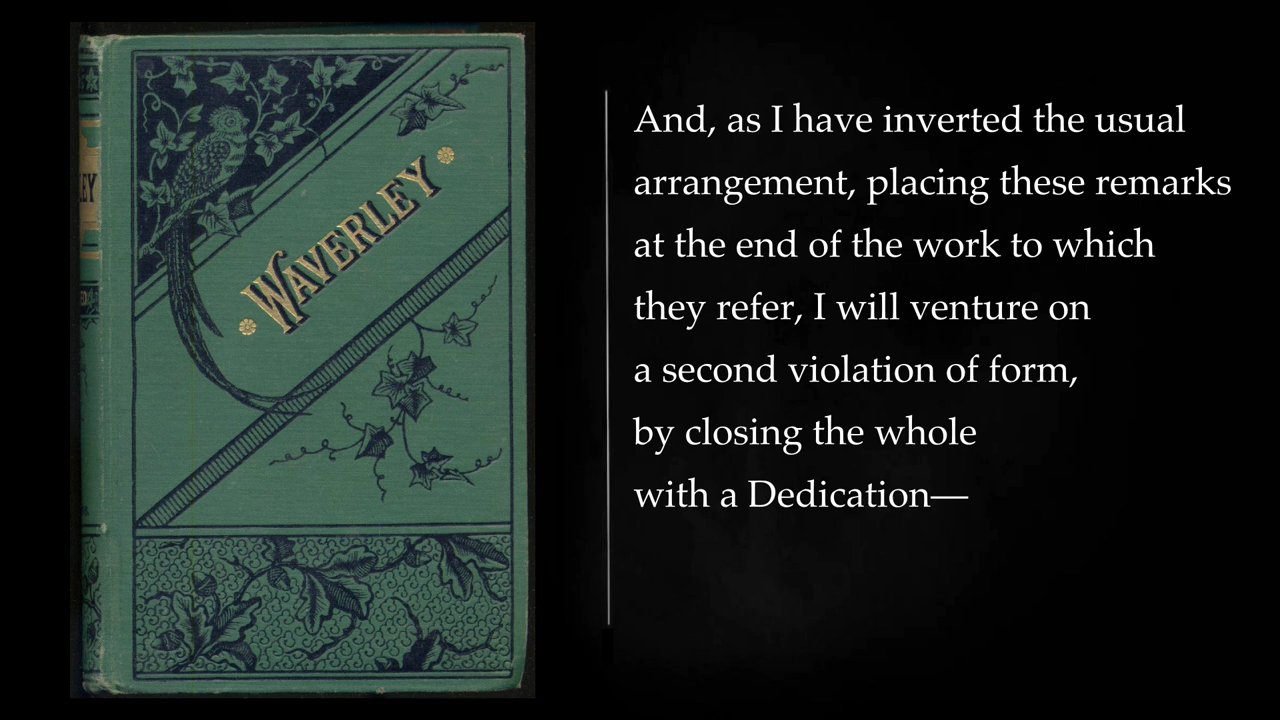 WAVERLEY
And, as I have inverted the usual
arrangement, placing these remarks
at the end of the work to which
they refer, I will venture on
a second violation of form,
by closing the whole
with a Dedication—